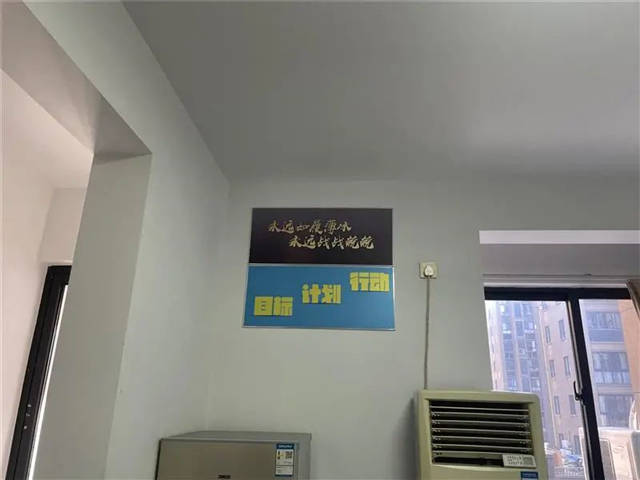 永远如履薄冰
永远战战兢兢
目标 计划 行动